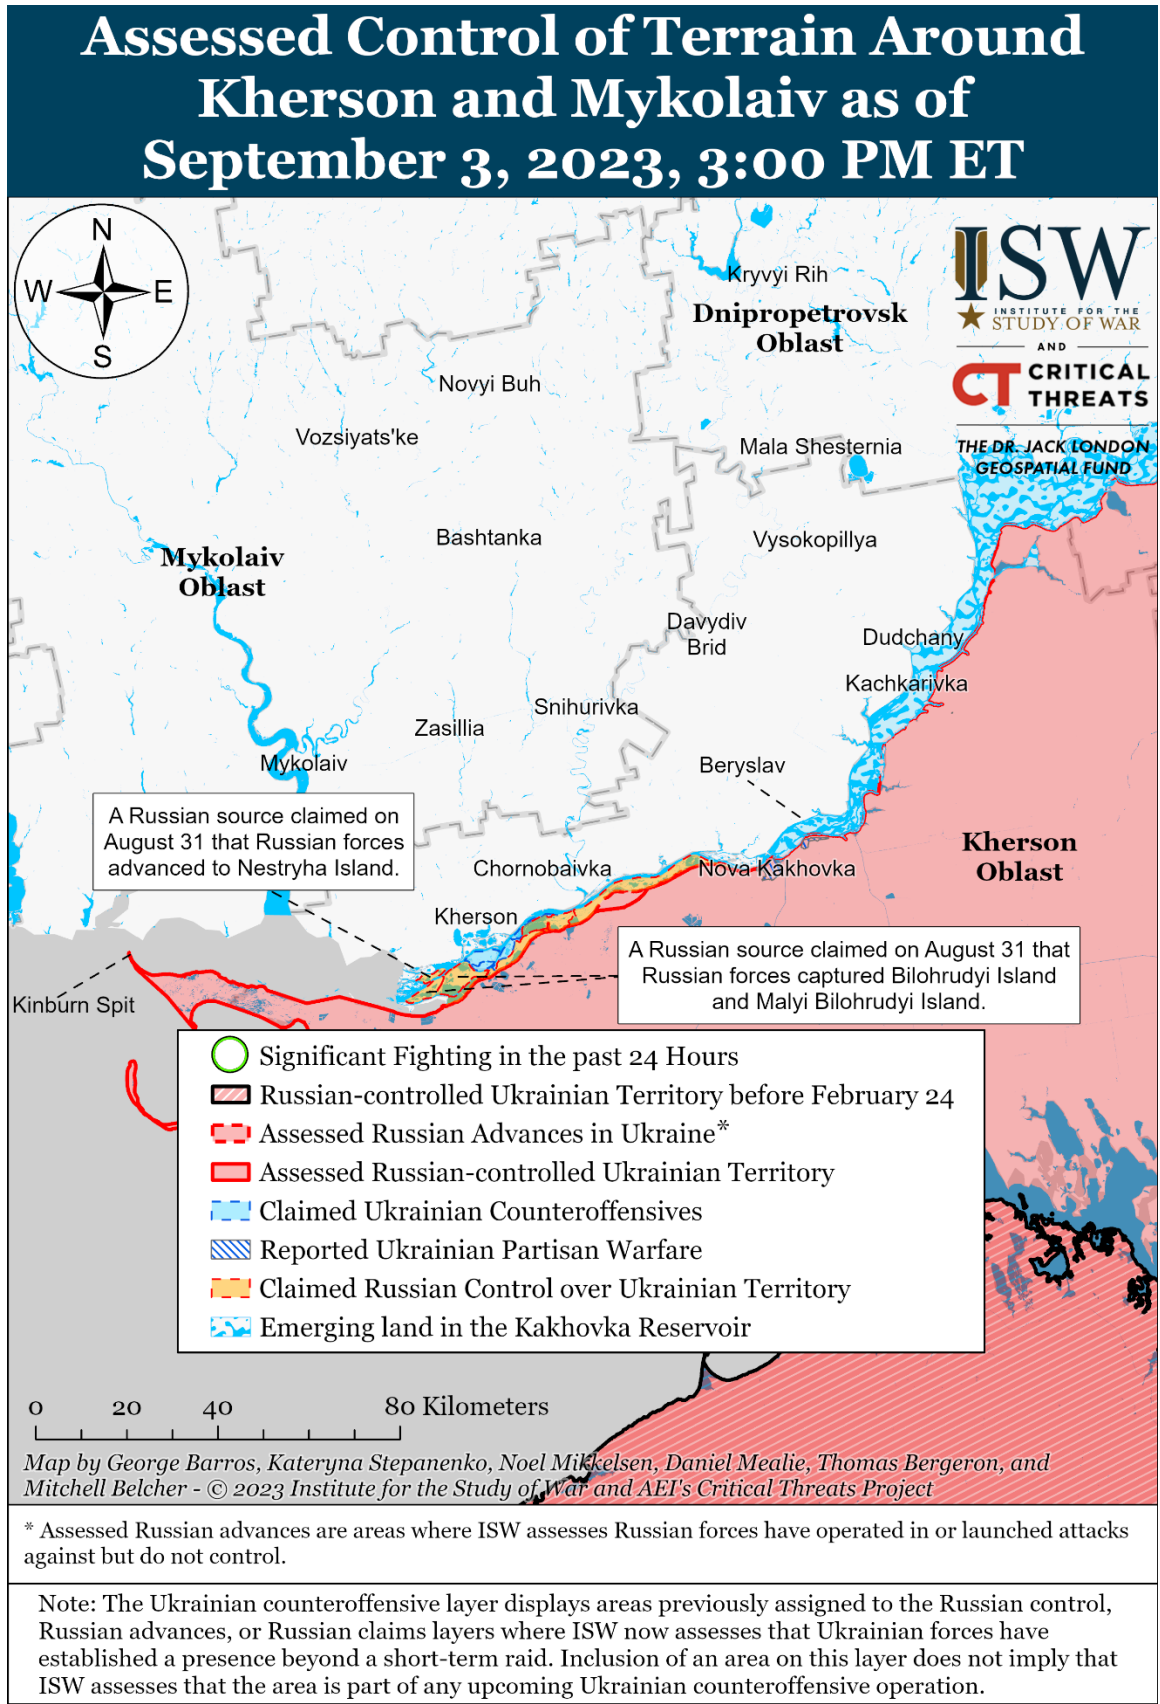 Assessed Control of Terrain Around
Kherson and Mykolaiv as of
September 3, 2023, 3:00 PM ET
N
W
E
S
ISW
INSTITUTE FOR THE
STUDY OF WAR
AND
CT CRITICAL
THREATS
THE DR. JACK LONDON
GEOSPATIAL FUND
Kryvyi Rih
Dnipropetrovsk
Oblast
Novyi Buh
Vozsiyats'ke
Mala Shesternia
Bashtanka
Vysokopillya
Mykolaiv
Oblast
Davydiv
Brid
Dudchany
Kachkarivka
Snihurivka
Zasillia
Mykolaiv
Beryslav
A Russian source claimed on
August 31 that Russian forces
advanced to Nestryha Island.
Kherson
Oblast
Chornobaivka
Nova Kakhovka
Kherson
A Russian source claimed on August 31 that
Russian forces captured Bilohrudyi Island
and Malyi Bilohrudyi Island.
Kinburn Spit
Significant Fighting in the past 24 Hours
Russian-controlled Ukrainian Territory before February 24
Assessed Russian Advances in Ukraine*
Assessed Russian-controlled Ukrainian Territory
Claimed Ukrainian Counteroffensives
Reported Ukrainian Partisan Warfare
Claimed Russian Control over Ukrainian Territory
Emerging land in the Kakhovka Reservoir
0 20 40 80 Kilometers
Map by George Barros, Kateryna Stepanenko, Noel Mikkelsen, Daniel Mealie, Thomas Bergeron, and
Mitchell Belcher - © 2023 Institute for the Study of War and AEI's Critical Threats Project
* Assessed Russian advances are areas where ISW assesses Russian forces have operated in or launched attacks
against but do not control.
Note: The Ukrainian counteroffensive layer displays areas previously assigned to the Russian control,
Russian advances, or Russian claims layers where ISW now assesses that Ukrainian forces have
established a presence beyond a short-term raid. Inclusion of an area on this layer does not imply that
ISW assesses that the area is part of any upcoming Ukrainian counteroffensive operation.